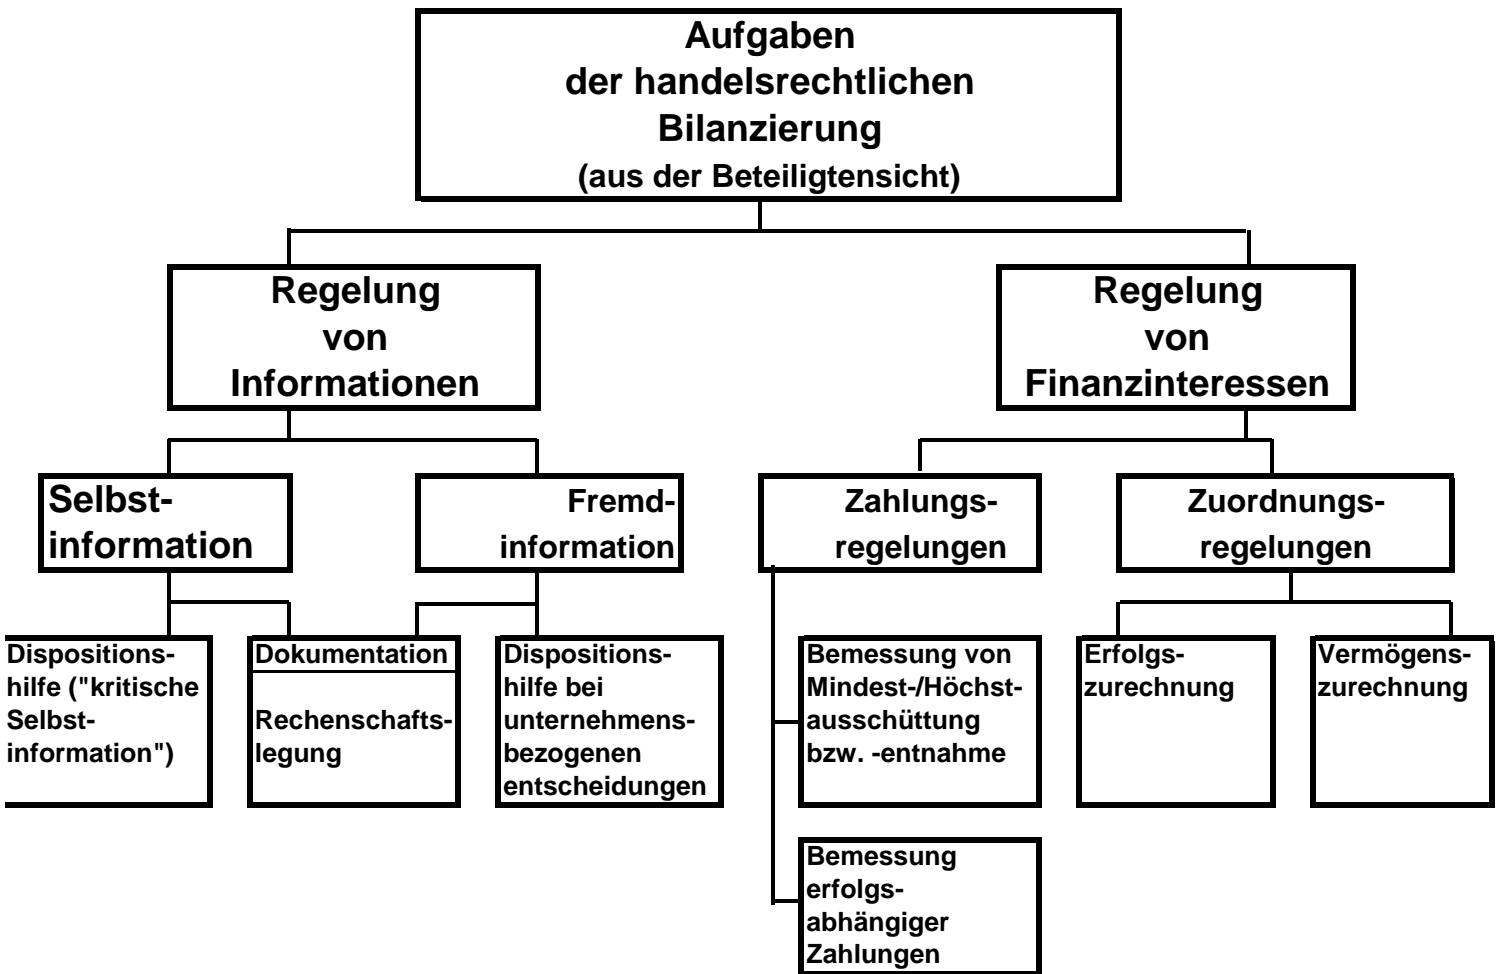 Aufgaben
der handelsrechtlichen
Bilanzierung
(aus der Beteiligtensicht)
Regelung
von
Informationen
Regelung
von
Finanzinteressen
Selbst-
information
Fremd-
information
Zahlungs-
regelungen
Zuordnungs-
regelungen
Dispositions-
hilfe ("kritische
Selbst-
information")
Dokumentation
Rechenschafts-
legung
Dispositions-
hilfe bei
unternehmens-
bezogenen
entscheidungen
Bemessung von
Mindest-/Höchst-
ausschüttung
bzw. -entnahme
Erfolgs-
zurechnung
Vermögens-
zurechnung
Bemessung
erfolgs-
abhängiger
Zahlungen